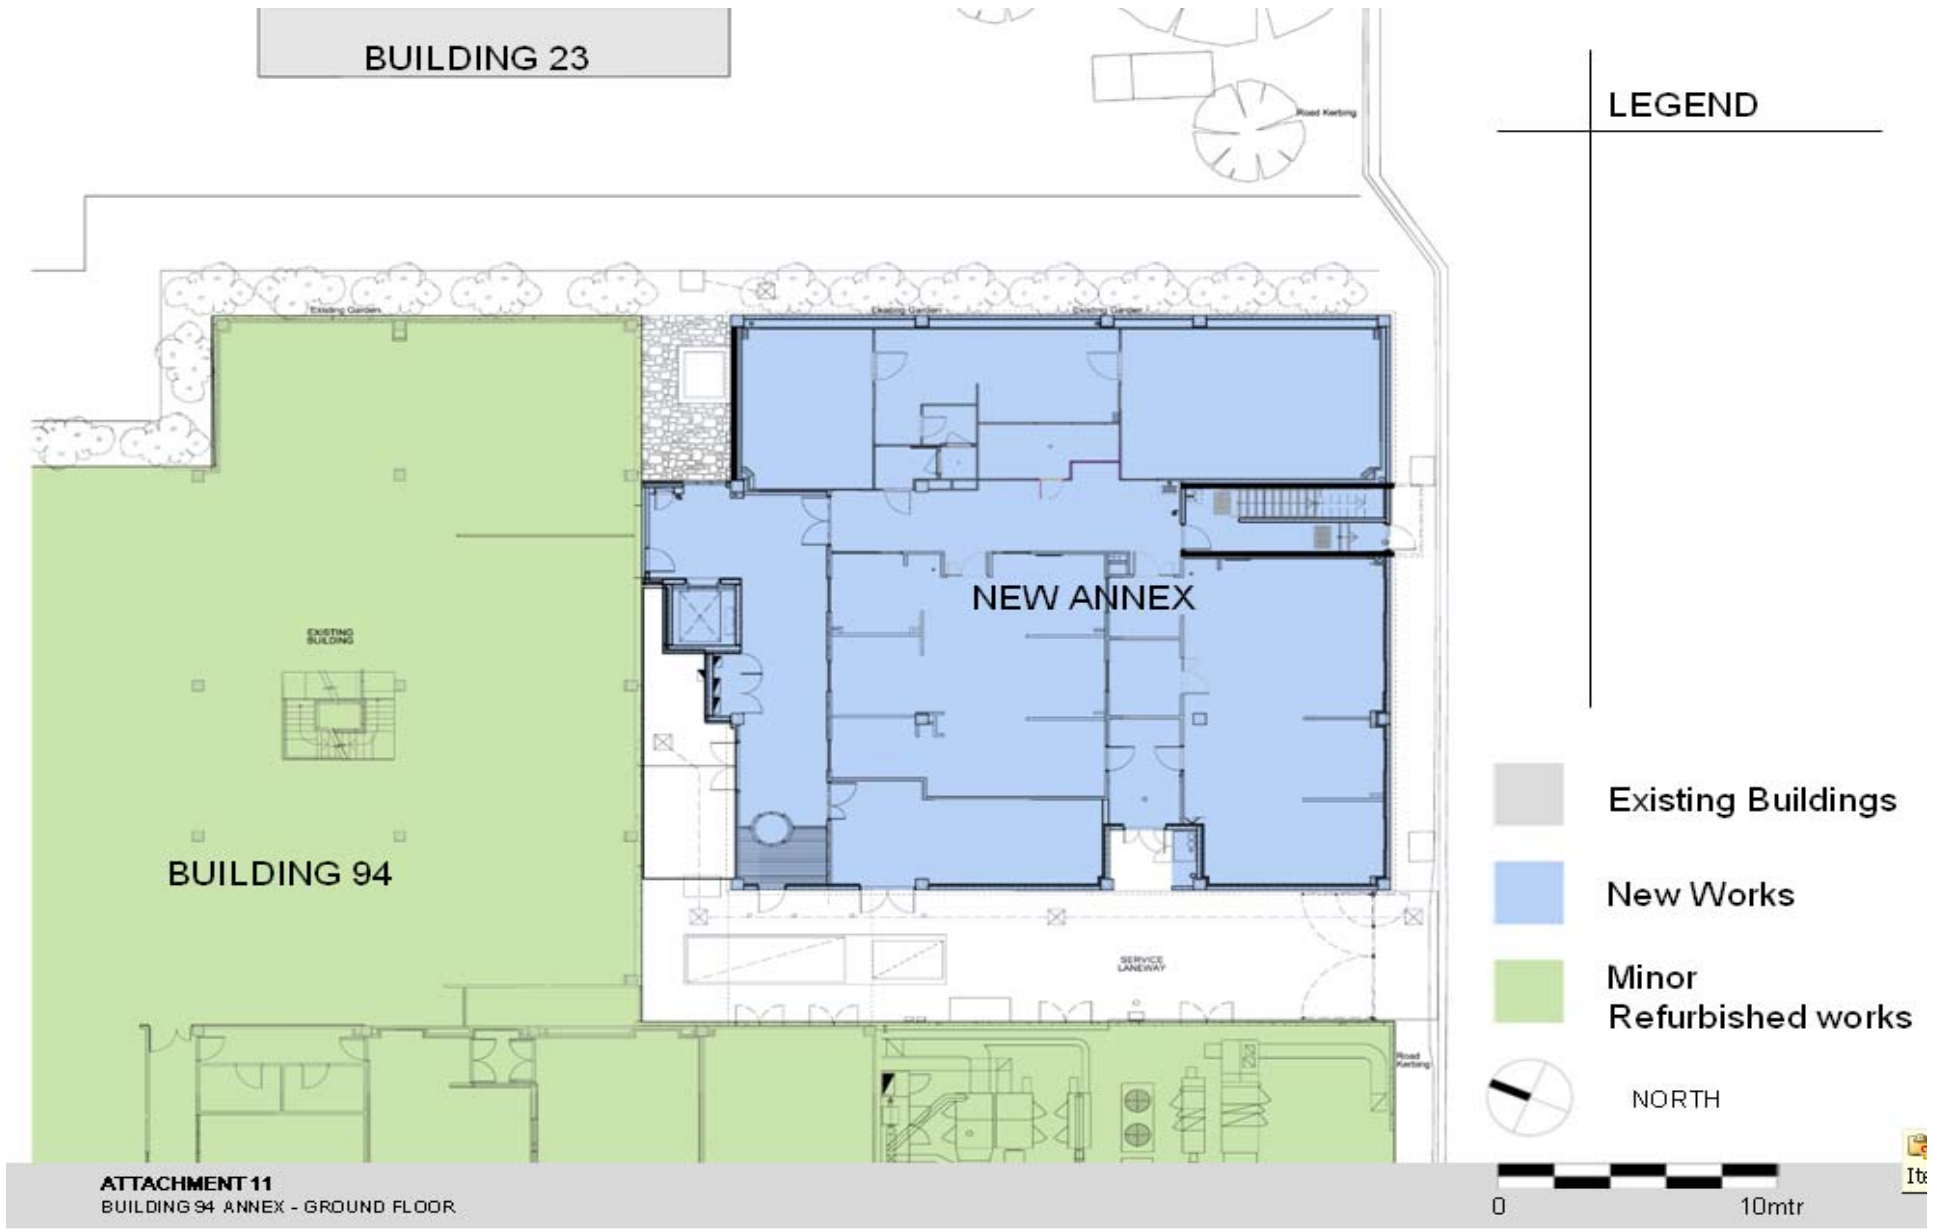 BUILDING 23
LEGEND
Road Kerbing
Existing Garden
Existing Garden
Existing Garden
NEW ANNEX
EXISTING
BUILDING
BUILDING 94
Existing Buildings
New Works
Minor
Refurbished works
SERVICE
LANEWAY
Road
Kerbing
NORTH
ATTACHMENT 11
BUILDING 94 ANNEX - GROUND FLOOR
0
10mtr